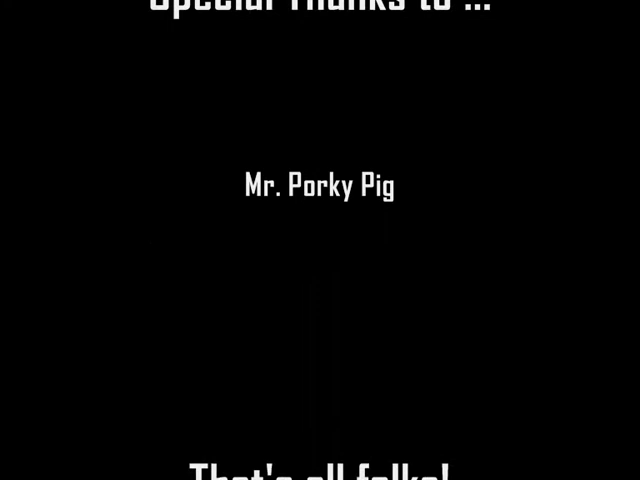 Special Thanks to ...
Mr. Porky Pig
That's all folks!